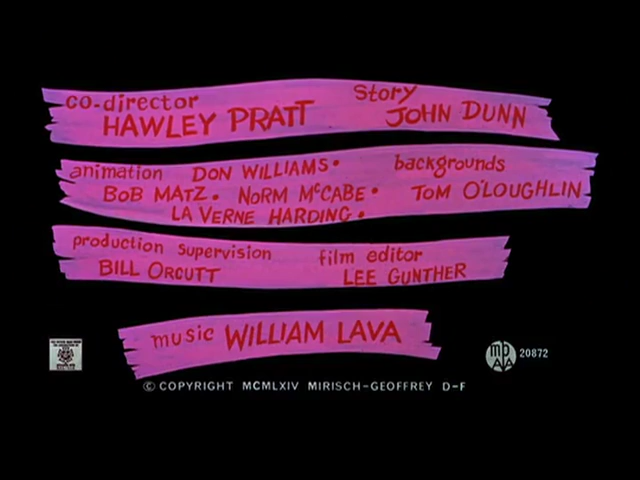 co-director Story
HAWLEY PRATT JOHN DUNN
animation DON WILLIAMS• backgrounds
BOB MATZ• NORM McCABE• TOM O'LOUGHLIN
LA VERNE HARDING•
production supervision film editor
BILL ORCUTT LEE GUNTHER
music WILLIAM LAVA
mpAA 20872
© COPYRIGHT MCMLXIV MIRISCH-GEOFFREY D-F